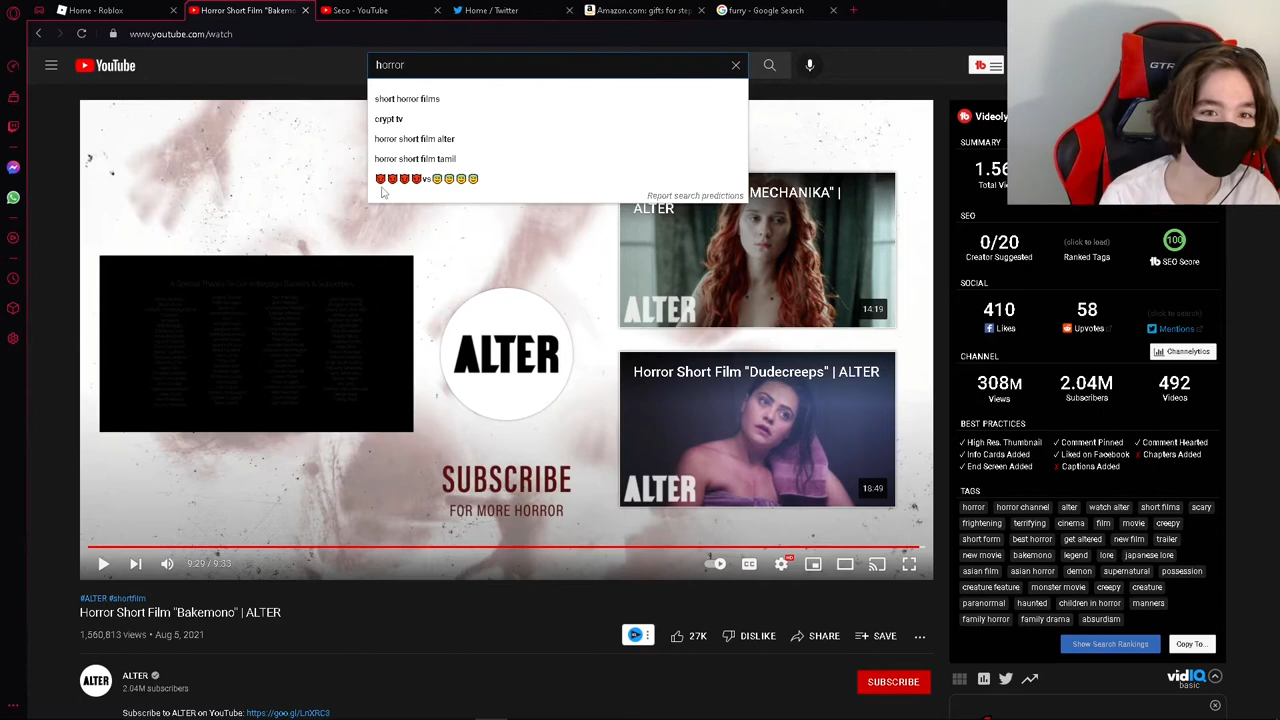 Home - Roblox
Horror Short Film "Bakemo
Seco - YouTube
Home / Twitter
Amazon.com: gifts for step
furry - Google Search
www.youtube.com/watch
YouTube
horror
short horror films
crypt tv
horror short film alter
horror short film tamil
👿👿👿👿vs😇😇😇😇
Report search predictions
MECHANIKA" |
ALTER
ALTER
14:19
ALTER
SUBSCRIBE
FOR MORE HORROR
Horror Short Film "Dudecreeps" | ALTER
ALTER
18:49
9:29 / 9:33
HD
#ALTER #shortfilm
Horror Short Film "Bakemono" | ALTER
1,560,813 views • Aug 5, 2021
27K
DISLIKE
SHARE
SAVE
ALTER
ALTER
2.04M subscribers
SUBSCRIBE
Subscribe to ALTER on YouTube: https://goo.gl/LnXRC3
GTR
Videoly
SUMMARY
1.56
Total Vi
SEO
0/20
Creator Suggested
(click to load)
Ranked Tags
100
tb SEO Score
SOCIAL
410
Likes
58
Upvotes
(click to search)
Mentions
CHANNEL
Channelytics
308M
Views
2.04M
Subscribers
492
Videos
BEST PRACTICES
✓ High Res. Thumbnail ✓ Comment Pinned ✓ Comment Hearted
✓ Info Cards Added ✓ Liked on Facebook ✗ Chapters Added
✓ End Screen Added ✗ Captions Added
TAGS
horror horror channel alter watch alter short films scary
frightening terrifying cinema film movie creepy
short form best horror get altered new film trailer
new movie bakemono legend lore japanese lore
asian film asian horror demon supernatural possession
creature feature monster movie creepy creature
paranormal haunted children in horror manners
family horror family drama absurdism
Show Search Rankings
Copy To...
vidIQ
basic